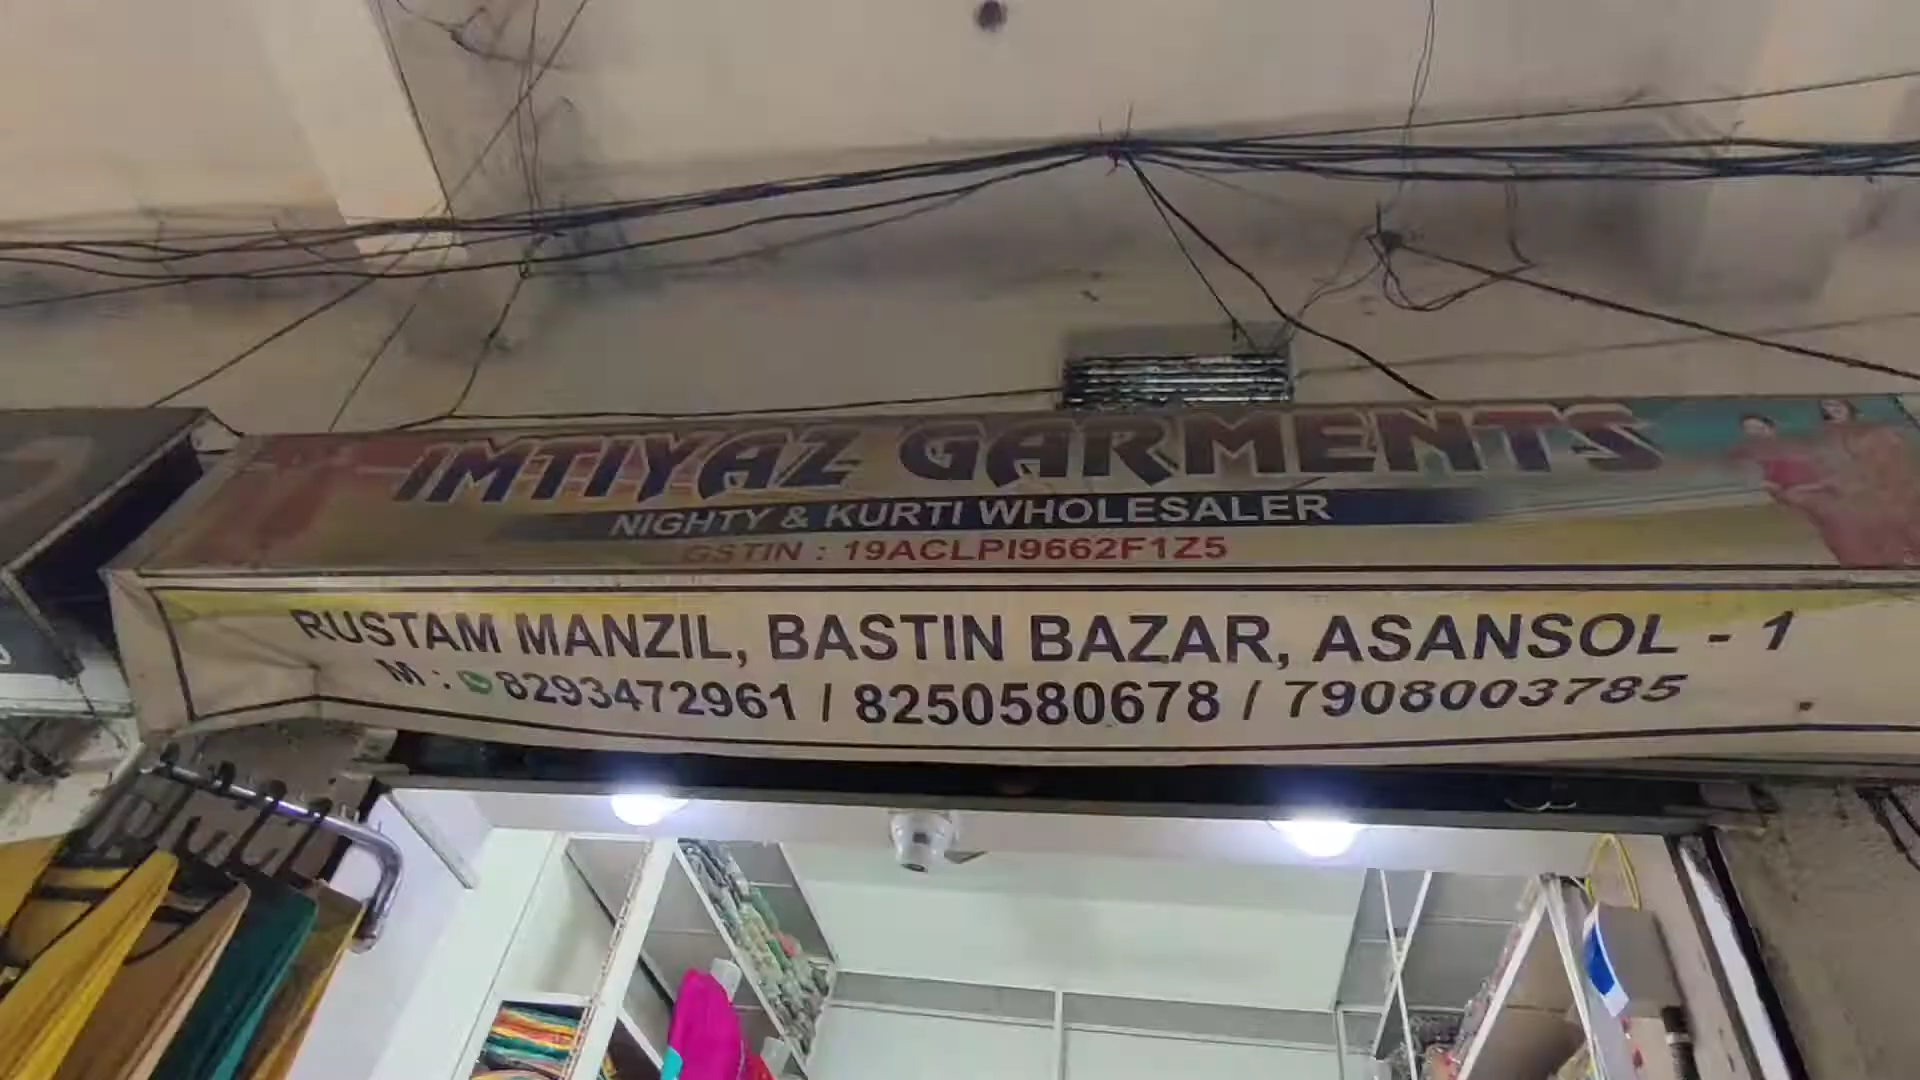 IMTIYAZ GARMENTS
NIGHTY & KURTI WHOLESALER
GSTIN : 19ACLPI9662F1Z5
RUSTAM MANZIL, BASTIN BAZAR, ASANSOL - 1
M : 8293472961 / 8250580678 / 7908003785